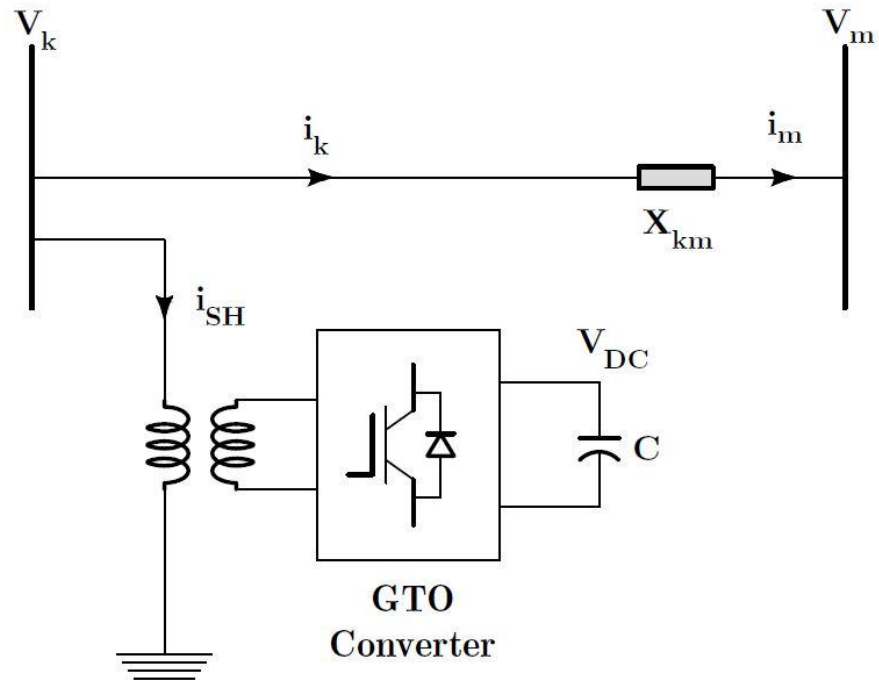 V_k
V_m
i_k
i_m
X_km
i_SH
V_DC
C
GTO
Converter